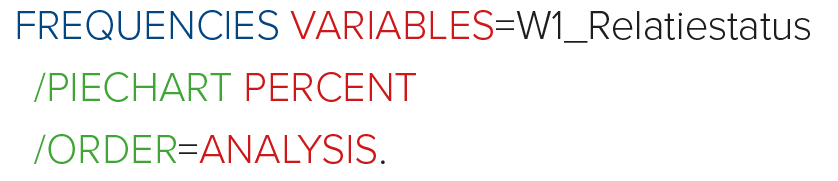 FREQUENCIES VARIABLES=W1_Relatiestatus
/PIECHART PERCENT
/ORDER=ANALYSIS.